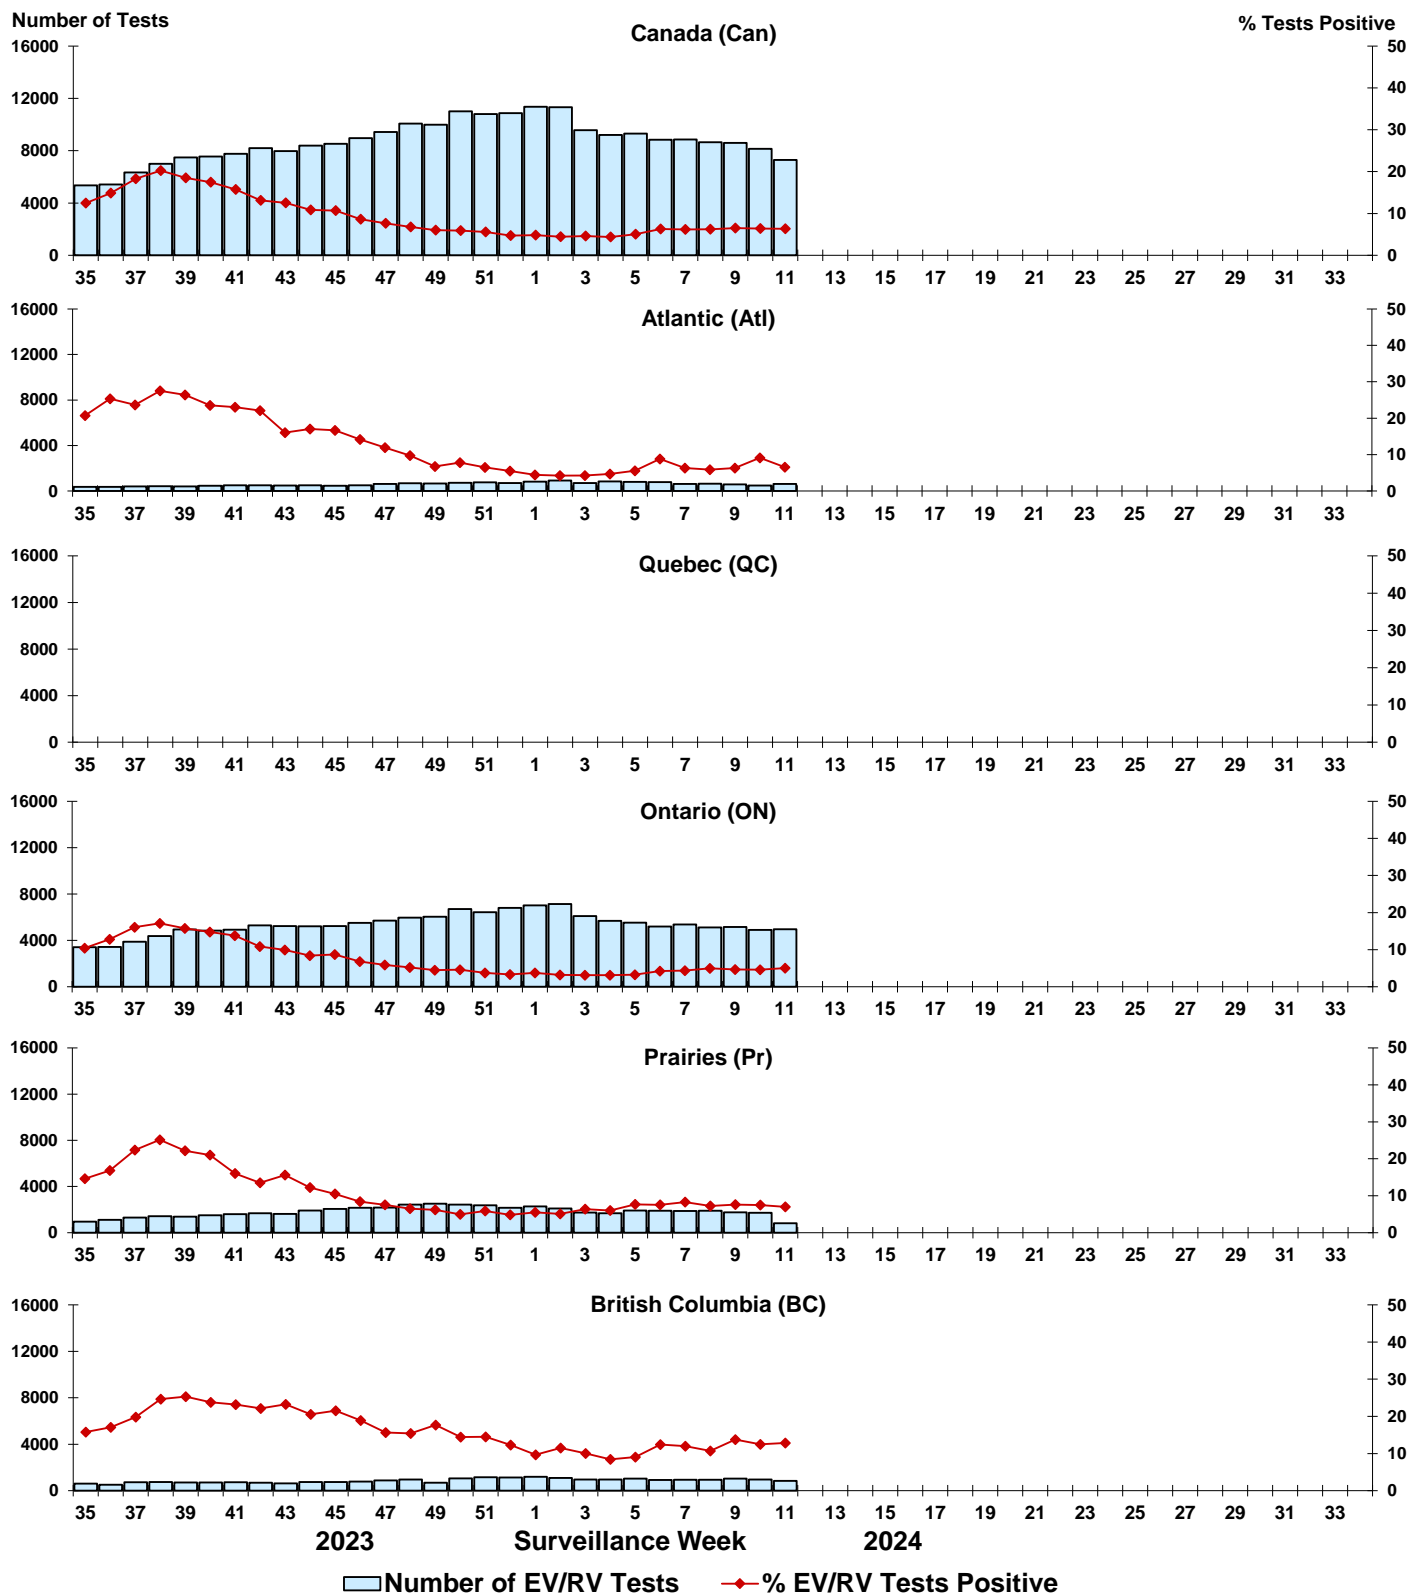 Number of Tests
% Tests Positive
Canada (Can)
16000 50
12000 40
8000 30
4000 20
0 10
0
35 37 39 41 43 45 47 49 51 1 3 5 7 9 11 13 15 17 19 21 23 25 27 29 31 33
Atlantic (Atl)
16000 50
12000 40
8000 30
4000 20
0 10
0
35 37 39 41 43 45 47 49 51 1 3 5 7 9 11 13 15 17 19 21 23 25 27 29 31 33
Quebec (QC)
16000 50
12000 40
8000 30
4000 20
0 10
0
35 37 39 41 43 45 47 49 51 1 3 5 7 9 11 13 15 17 19 21 23 25 27 29 31 33
Ontario (ON)
16000 50
12000 40
8000 30
4000 20
0 10
0
35 37 39 41 43 45 47 49 51 1 3 5 7 9 11 13 15 17 19 21 23 25 27 29 31 33
Prairies (Pr)
16000 50
12000 40
8000 30
4000 20
0 10
0
35 37 39 41 43 45 47 49 51 1 3 5 7 9 11 13 15 17 19 21 23 25 27 29 31 33
British Columbia (BC)
16000 50
12000 40
8000 30
4000 20
0 10
0
35 37 39 41 43 45 47 49 51 1 3 5 7 9 11 13 15 17 19 21 23 25 27 29 31 33
2023 Surveillance Week 2024
Number of EV/RV Tests % EV/RV Tests Positive